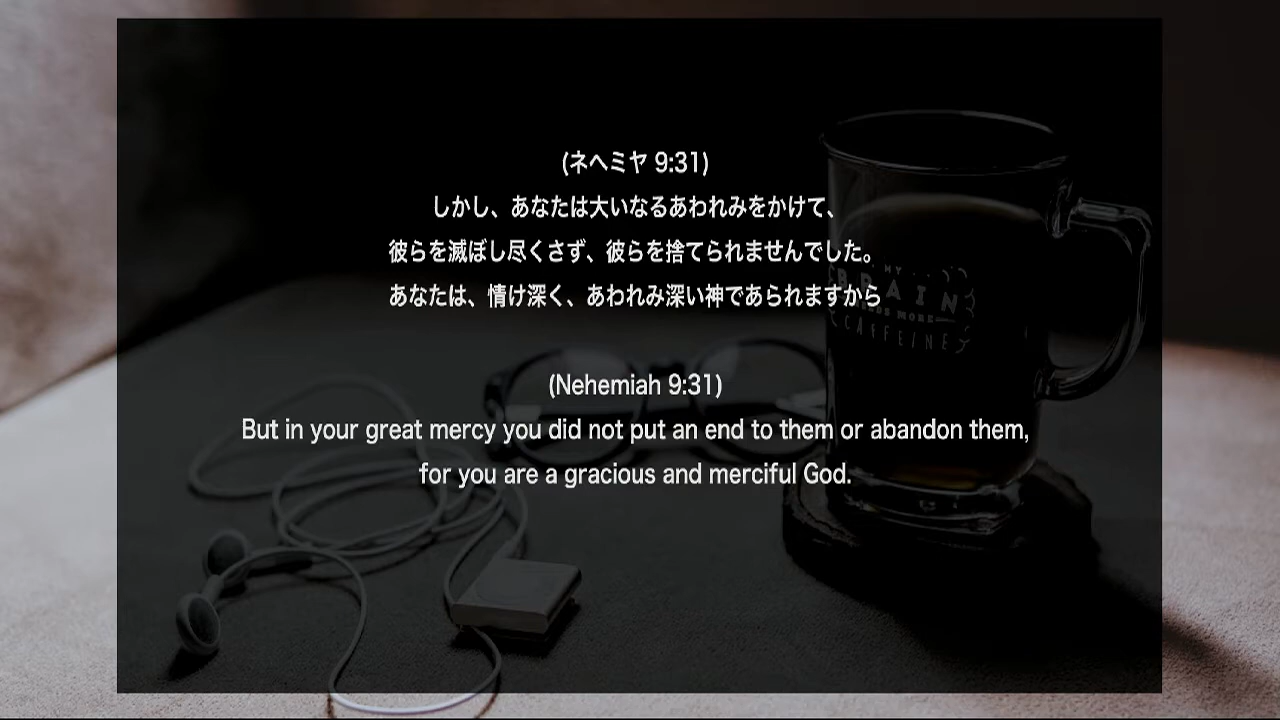 (ネヘミヤ 9:31)
しかし、あなたは大いなるあわれみをかけて、
彼らを滅ぼし尽くさず、彼らを捨てられませんでした。
あなたは、情け深く、あわれみ深い神であられますから
(Nehemiah 9:31)
But in your great mercy you did not put an end to them or abandon them,
for you are a gracious and merciful God.
MY
BRAIN
MORE
CAFFEINE